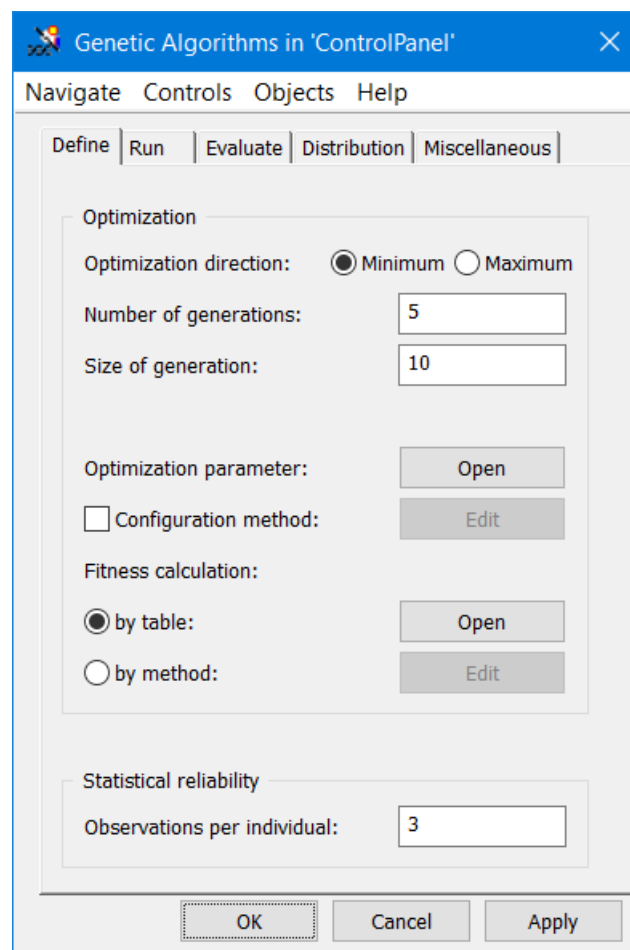 Genetic Algorithms in 'ControlPanel'
Navigate Controls Objects Help
Define Run Evaluate Distribution Miscellaneous
Optimization
Optimization direction: Minimum Maximum
Number of generations: 5
Size of generation: 10
Optimization parameter: Open
Configuration method: Edit
Fitness calculation:
by table: Open
by method: Edit
Statistical reliability
Observations per individual: 3
OK Cancel Apply